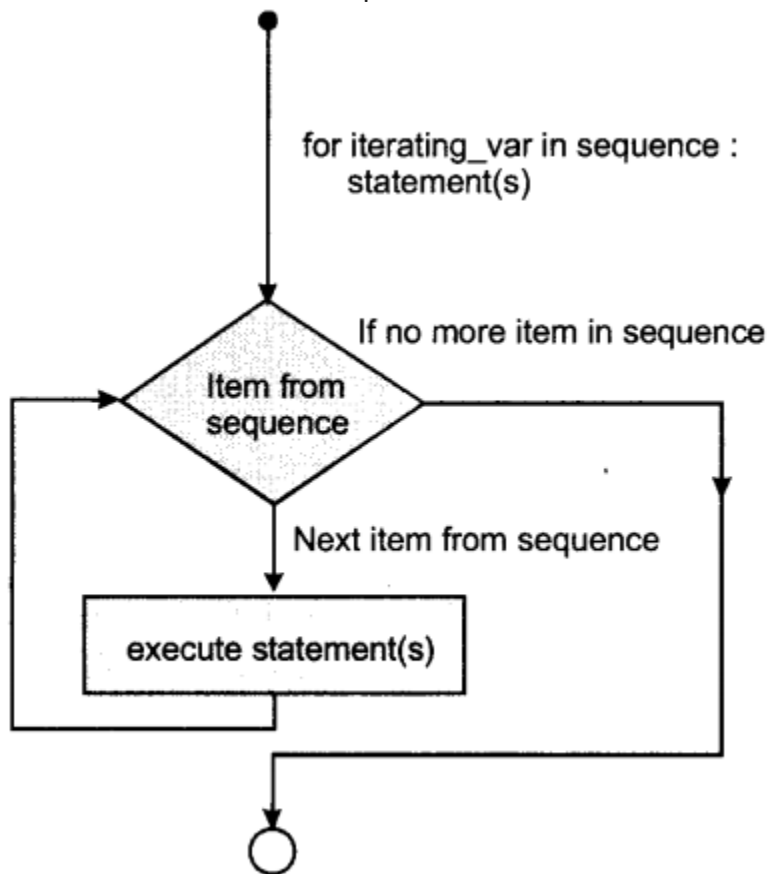 for iterating_var in sequence :
statement(s)
If no more item in sequence
Item from
sequence
Next item from sequence
execute statement(s)